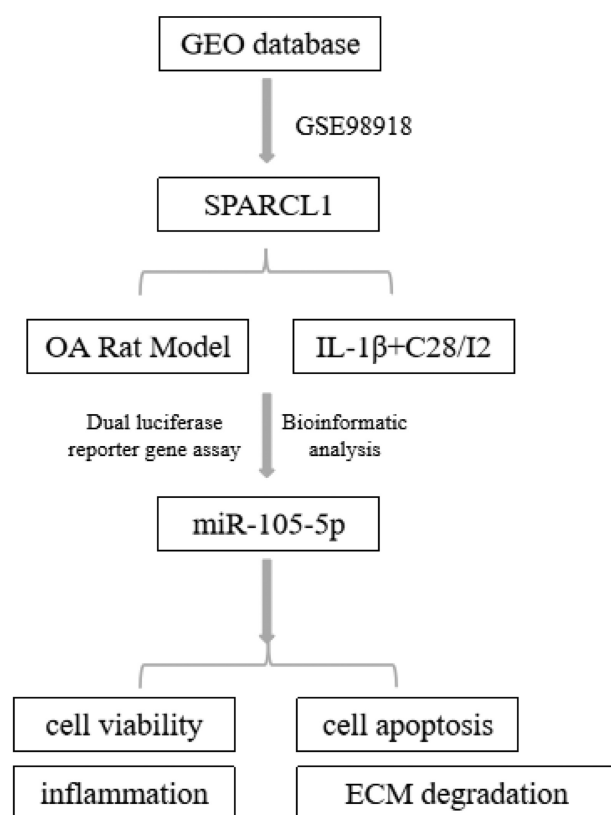 GEO database
GSE98918
SPARCL1
OA Rat Model
IL-1β+C28/I2
Dual luciferase
reporter gene assay
Bioinformatic
analysis
miR-105-5p
cell viability
cell apoptosis
inflammation
ECM degradation